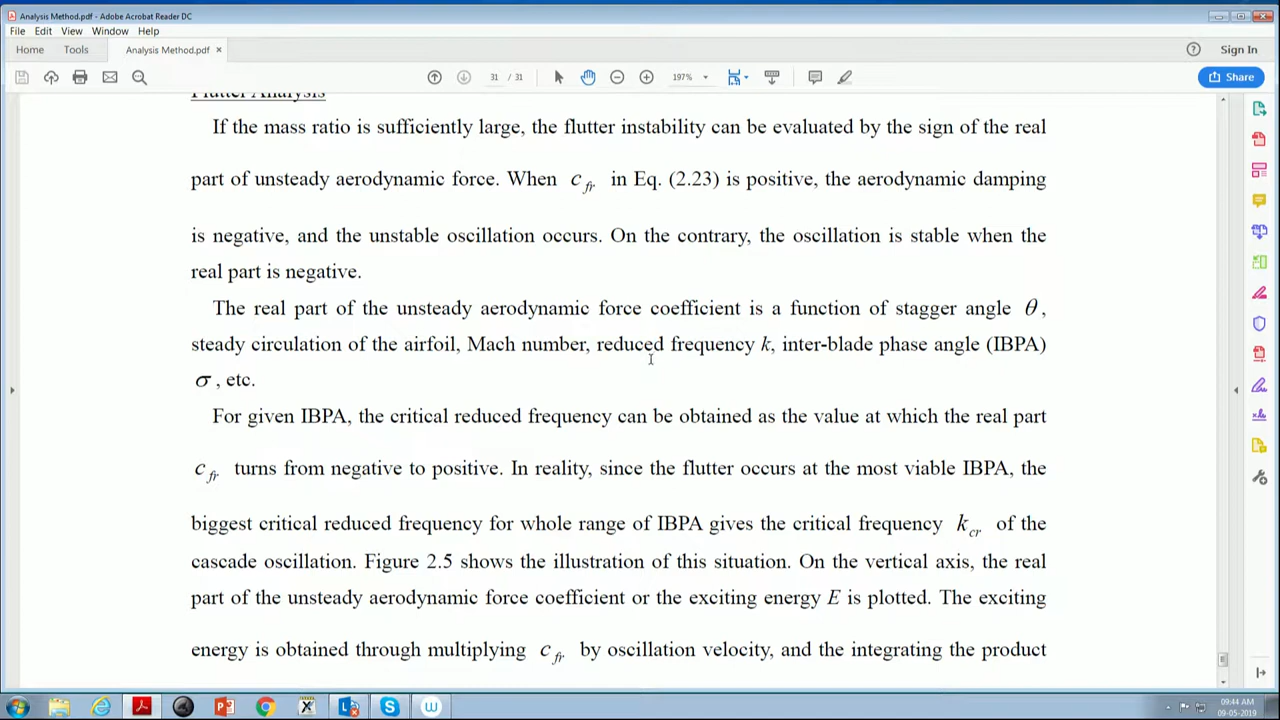 Analysis Method.pdf - Adobe Acrobat Reader DC
File Edit View Window Help
Home Tools Analysis Method.pdf × Sign In
31 / 31 197% Share
Flutter Analysis
If the mass ratio is sufficiently large, the flutter instability can be evaluated by the sign of the real
part of unsteady aerodynamic force. When c_fr in Eq. (2.23) is positive, the aerodynamic damping
is negative, and the unstable oscillation occurs. On the contrary, the oscillation is stable when the
real part is negative.
The real part of the unsteady aerodynamic force coefficient is a function of stagger angle θ,
steady circulation of the airfoil, Mach number, reduced frequency k, inter-blade phase angle (IBPA)
σ, etc.
For given IBPA, the critical reduced frequency can be obtained as the value at which the real part
c_fr turns from negative to positive. In reality, since the flutter occurs at the most viable IBPA, the
biggest critical reduced frequency for whole range of IBPA gives the critical frequency k_cr of the
cascade oscillation. Figure 2.5 shows the illustration of this situation. On the vertical axis, the real
part of the unsteady aerodynamic force coefficient or the exciting energy E is plotted. The exciting
energy is obtained through multiplying c_fr by oscillation velocity, and the integrating the product
09:44 AM
09-05-2019